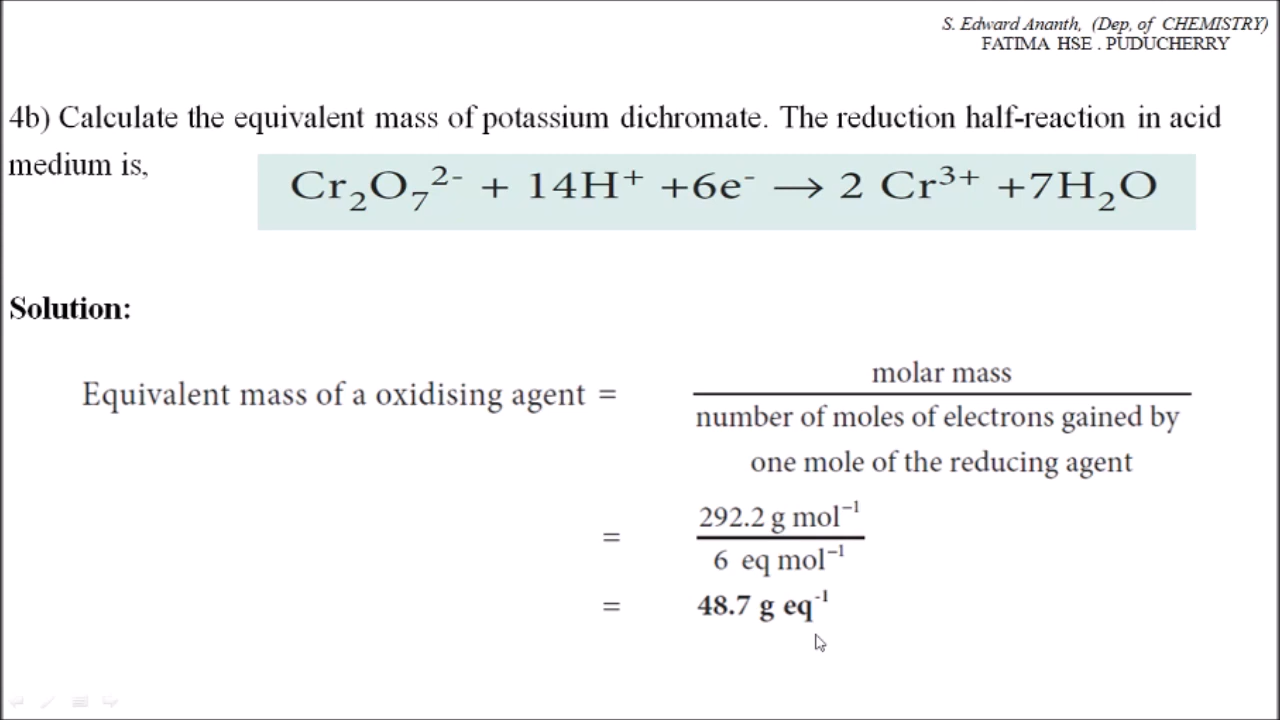 S. Edward Ananth, (Dep, of CHEMISTRY)
FATIMA HSE . PUDUCHERRY
4b) Calculate the equivalent mass of potassium dichromate. The reduction half-reaction in acid
medium is,
Cr₂O₇²⁻ + 14H⁺ +6e⁻ → 2 Cr³⁺ +7H₂O
Solution:
Equivalent mass of a oxidising agent =
molar mass
number of moles of electrons gained by
one mole of the reducing agent
=
292.2 g mol⁻¹
6 eq mol⁻¹
= 48.7 g eq⁻¹